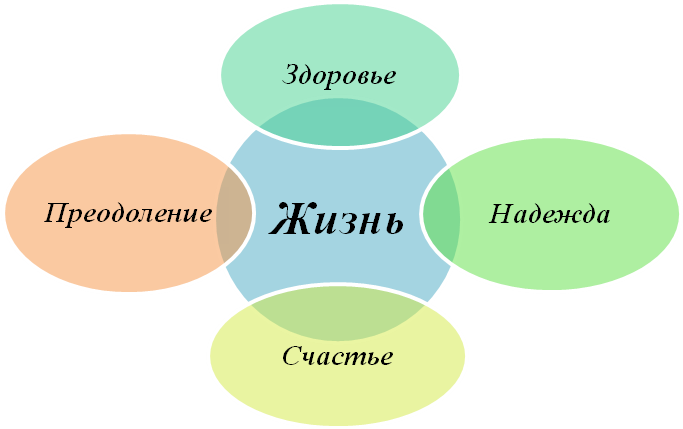 Здоровье
Преодоление
Жизнь
Надежда
Счастье